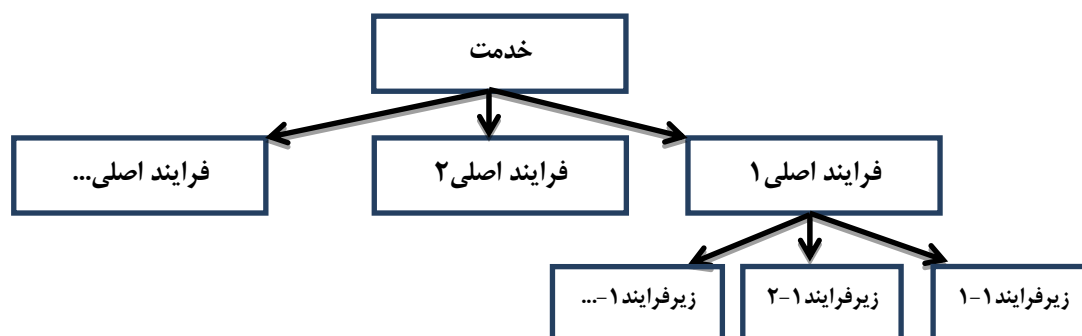 خدمت
فرایند اصلی۱
فرایند اصلی۲
فرایند اصلی...
زیرفرایند۱-۱
زیرفرایند۱-۲
زیرفرایند۱-...